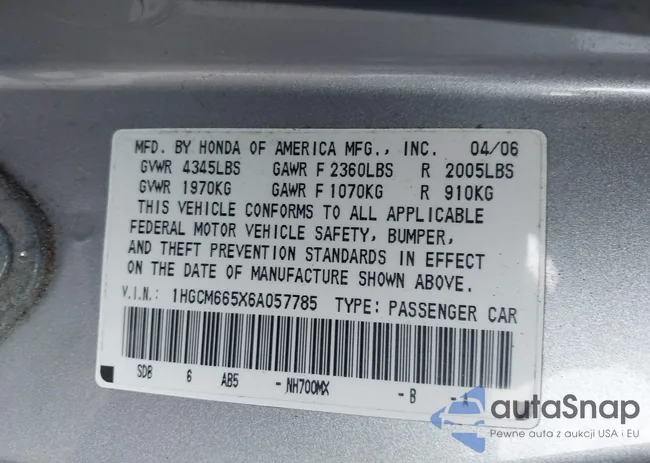 MFD. BY HONDA OF AMERICA MFG., INC. 04/06
GVWR 4345LBS GAWR F 2360LBS R 2005LBS
GVWR 1970KG GAWR F 1070KG R 910KG
THIS VEHICLE CONFORMS TO ALL APPLICABLE
FEDERAL MOTOR VEHICLE SAFETY, BUMPER,
AND THEFT PREVENTION STANDARDS IN EFFECT
ON THE DATE OF MANUFACTURE SHOWN ABOVE.
V.I.N.: 1HGCM665X6A057785 TYPE: PASSENGER CAR
SDB 6 AB5 - NH700MX - B -
autoSnap
Pewne auta z aukcji USA i EU